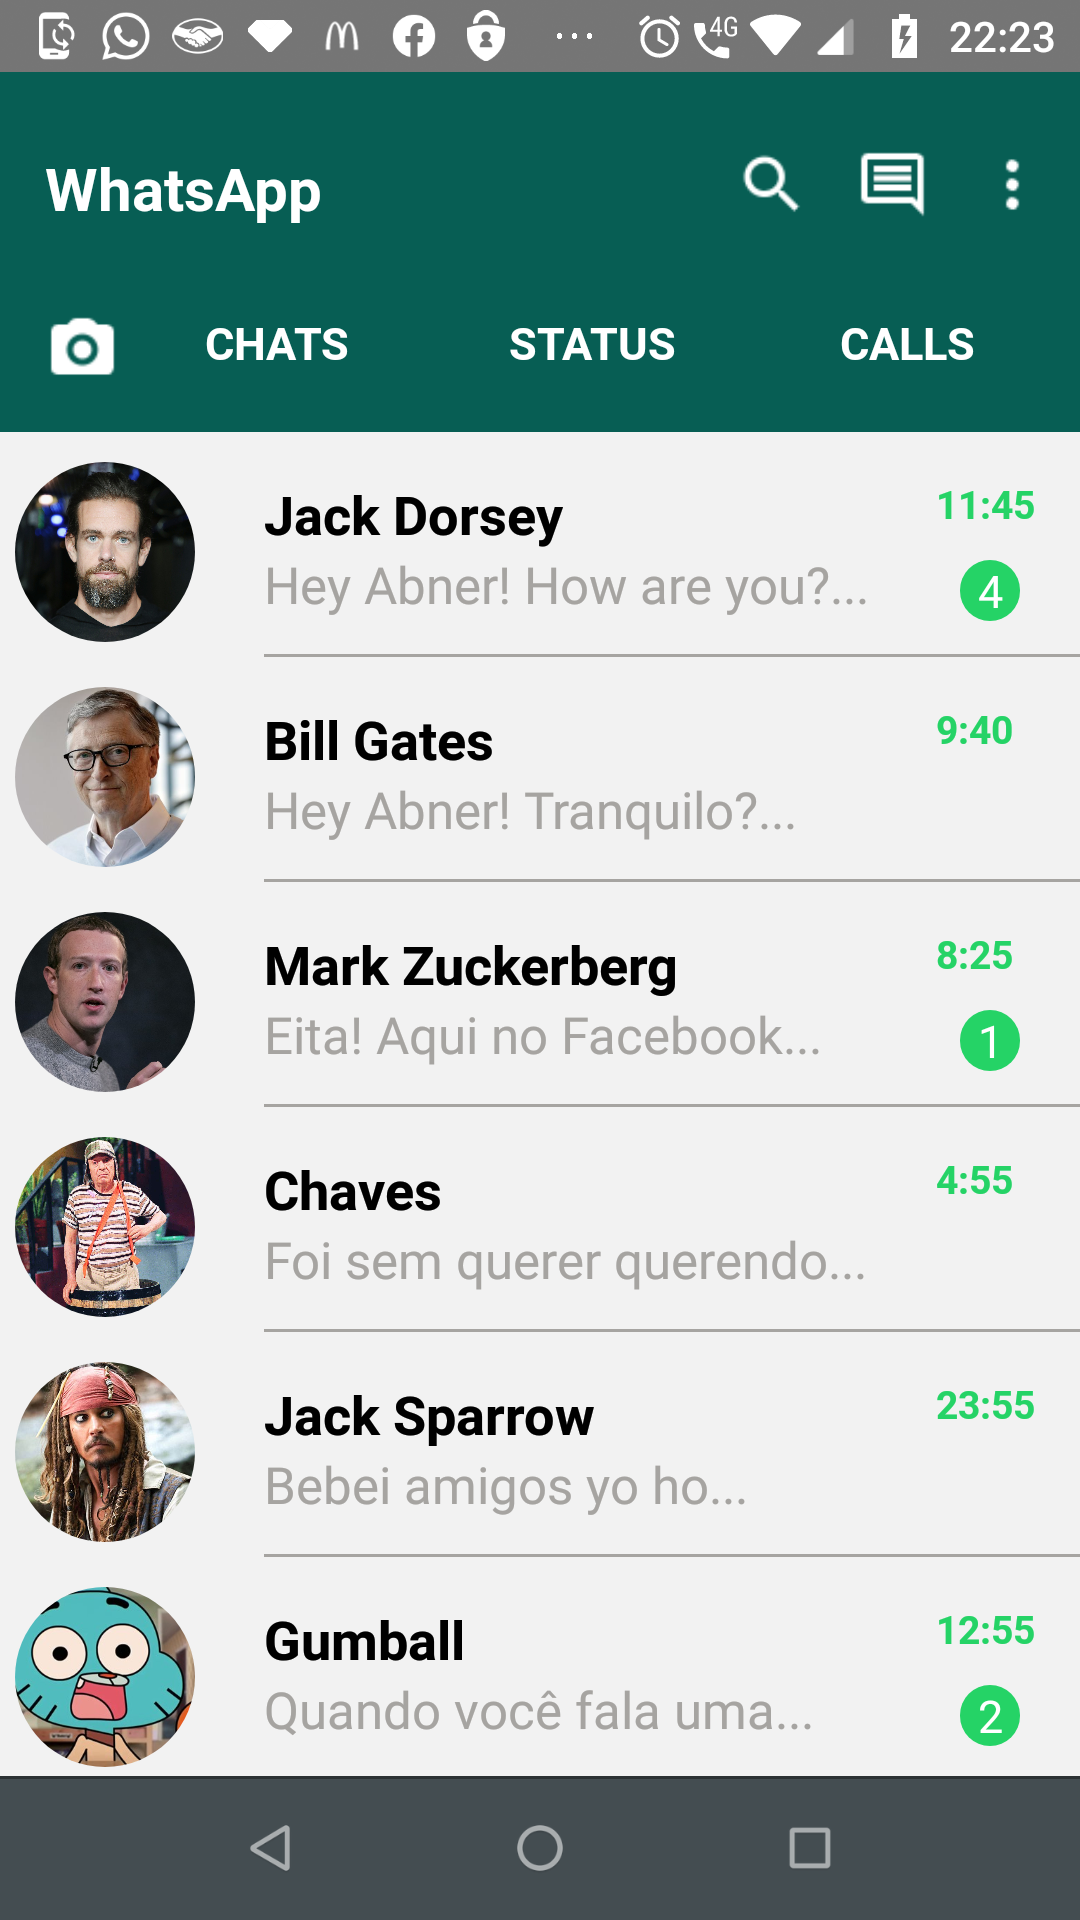 4G 22:23
WhatsApp
CHATS STATUS CALLS
Jack Dorsey 11:45
Hey Abner! How are you?... 4
Bill Gates 9:40
Hey Abner! Tranquilo?...
Mark Zuckerberg 8:25
Eita! Aqui no Facebook... 1
Chaves 4:55
Foi sem querer querendo...
Jack Sparrow 23:55
Bebei amigos yo ho...
Gumball 12:55
Quando você fala uma... 2